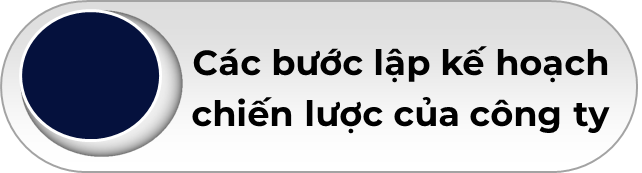 Các bước lập kế hoạch
chiến lược của công ty